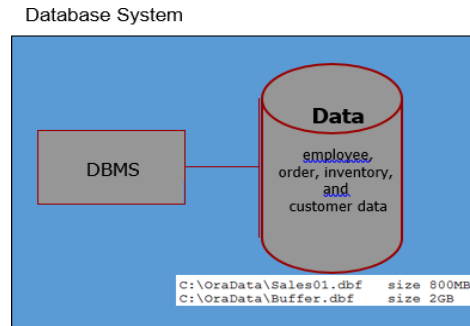 Database System
DBMS
Data
employee,
order, inventory,
and
customer data
C:\OraData\Sales01.dbf size 800MB
C:\OraData\Buffer.dbf size 2GB